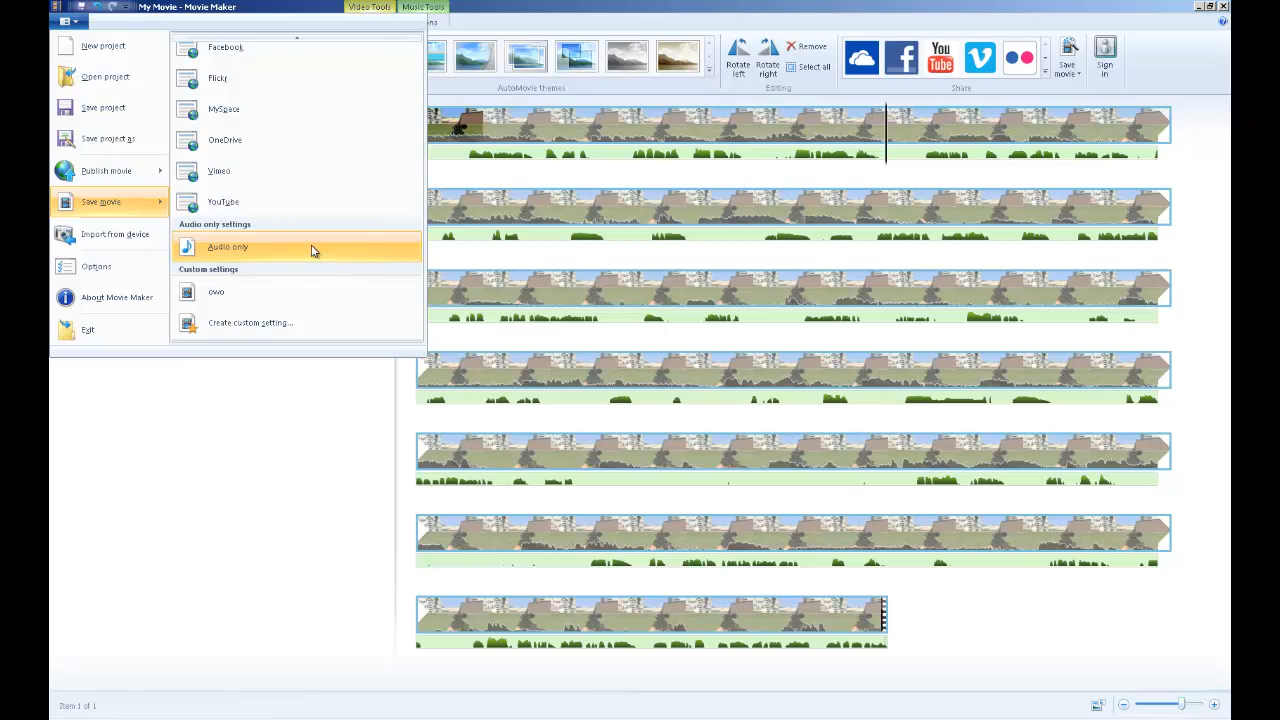 My Movie - Movie Maker
Video Tools
Music Tools
New project
Open project
Save project
Save project as
Publish movie
Save movie
Import from device
Options
About Movie Maker
Exit
Facebook
Flickr
MySpace
OneDrive
Vimeo
YouTube
Audio only settings
Audio only
Custom settings
owo
Create custom setting...
AutoMovie themes
Rotate left
Rotate right
Remove
Select all
Editing
You Tube
Share
Save movie
Sign in
Item 1 of 1